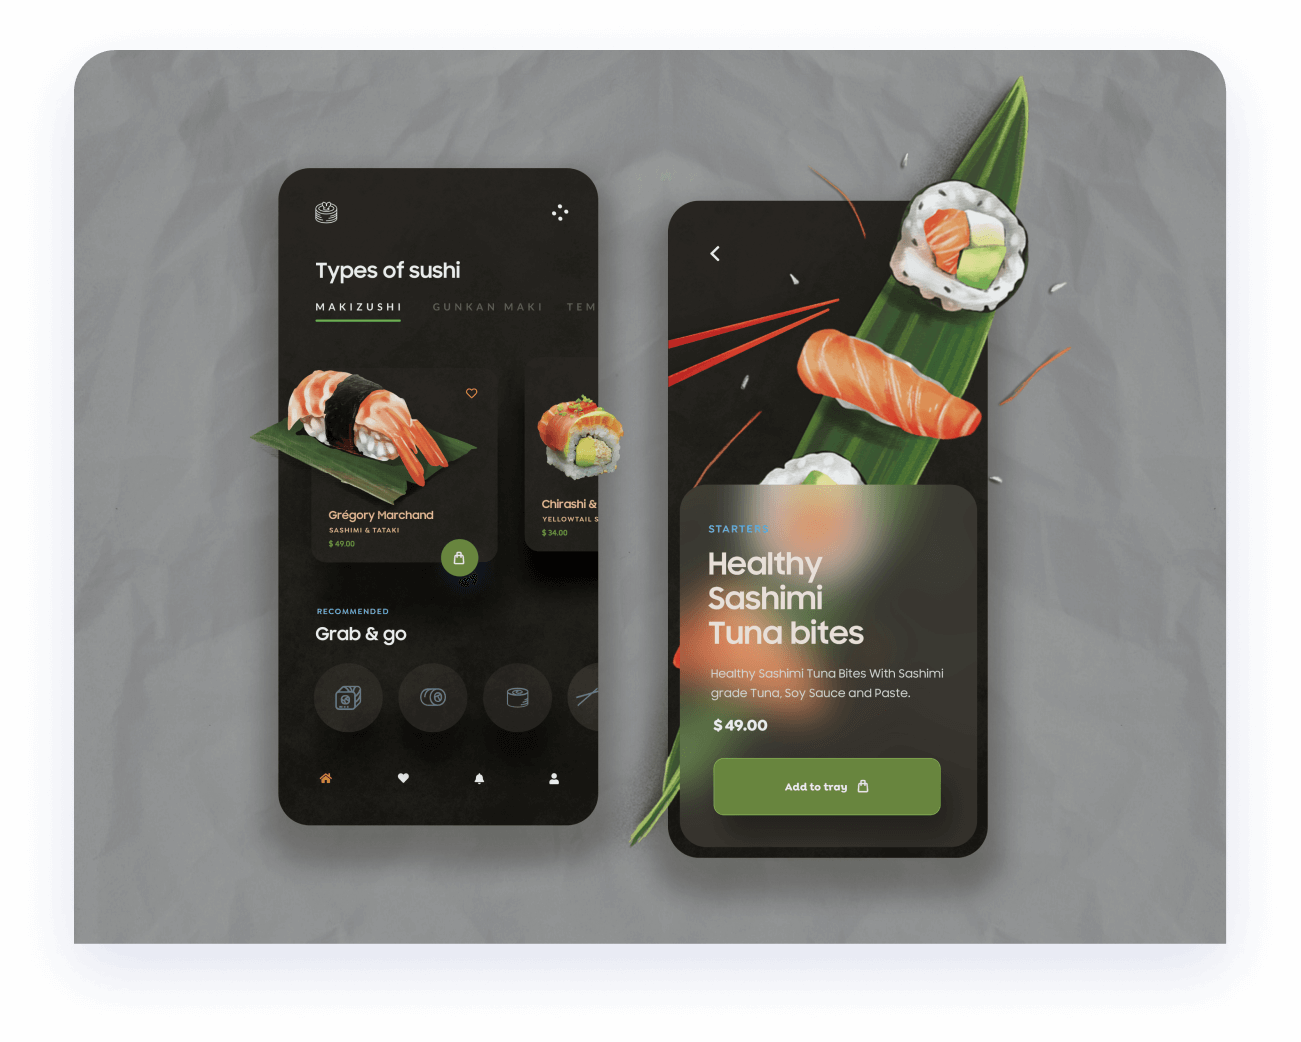 Types of sushi
MAKIZUSHI GUNKAN MAKI TEM
Grégory Marchand
SASHIMI & TATAKI
$ 49.00
Chirashi &
YELLOWTAIL S
$ 34.00
RECOMMENDED
Grab & go
STARTERS
Healthy
Sashimi
Tuna bites
Healthy Sashimi Tuna Bites With Sashimi
grade Tuna, Soy Sauce and Paste.
$ 49.00
Add to tray